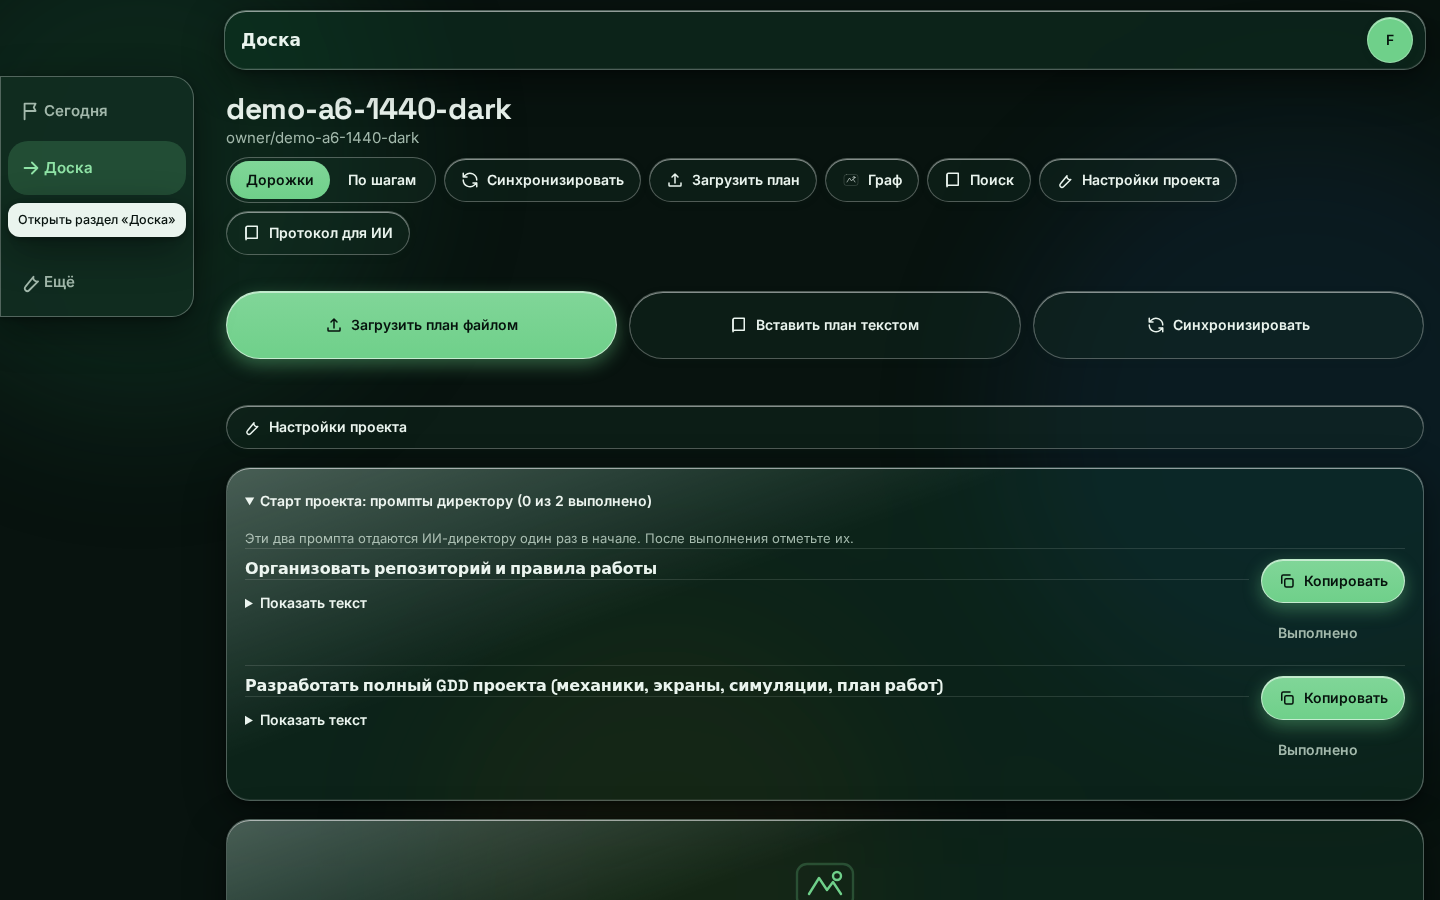 Доска
F
Сегодня
Доска
Открыть раздел «Доска»
Ещё
demo-a6-1440-dark
owner/demo-a6-1440-dark
Дорожки
По шагам
Синхронизировать
Загрузить план
Граф
Поиск
Настройки проекта
Протокол для ИИ
Загрузить план файлом
Вставить план текстом
Синхронизировать
Настройки проекта
Старт проекта: промпты директору (0 из 2 выполнено)
Эти два промпта отдаются ИИ-директору один раз в начале. После выполнения отметьте их.
Организовать репозиторий и правила работы
Копировать
Показать текст
Выполнено
Разработать полный GDD проекта (механики, экраны, симуляции, план работ)
Копировать
Показать текст
Выполнено